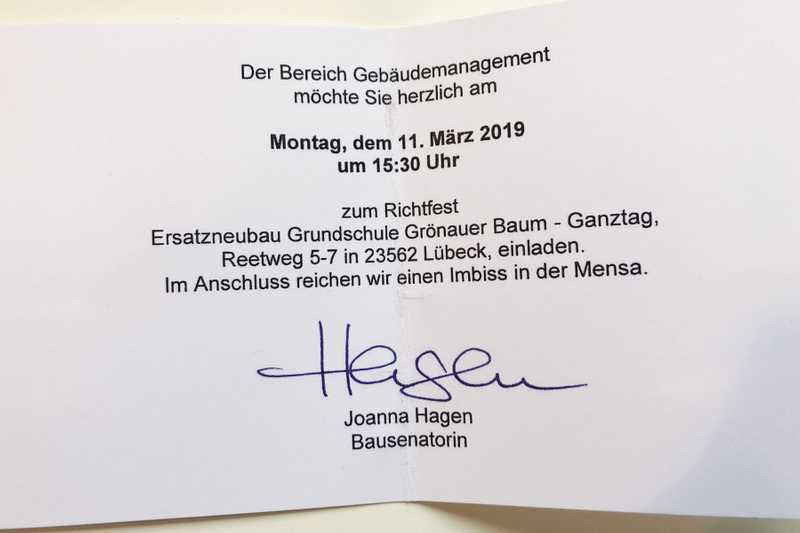 Der Bereich Gebäudemanagement
möchte Sie herzlich am
Montag, dem 11. März 2019
um 15:30 Uhr
zum Richtfest
Ersatzneubau Grundschule Grönauer Baum - Ganztag,
Reetweg 5-7 in 23562 Lübeck, einladen.
Im Anschluss reichen wir einen Imbiss in der Mensa.
Hagen
Joanna Hagen
Bausenatorin